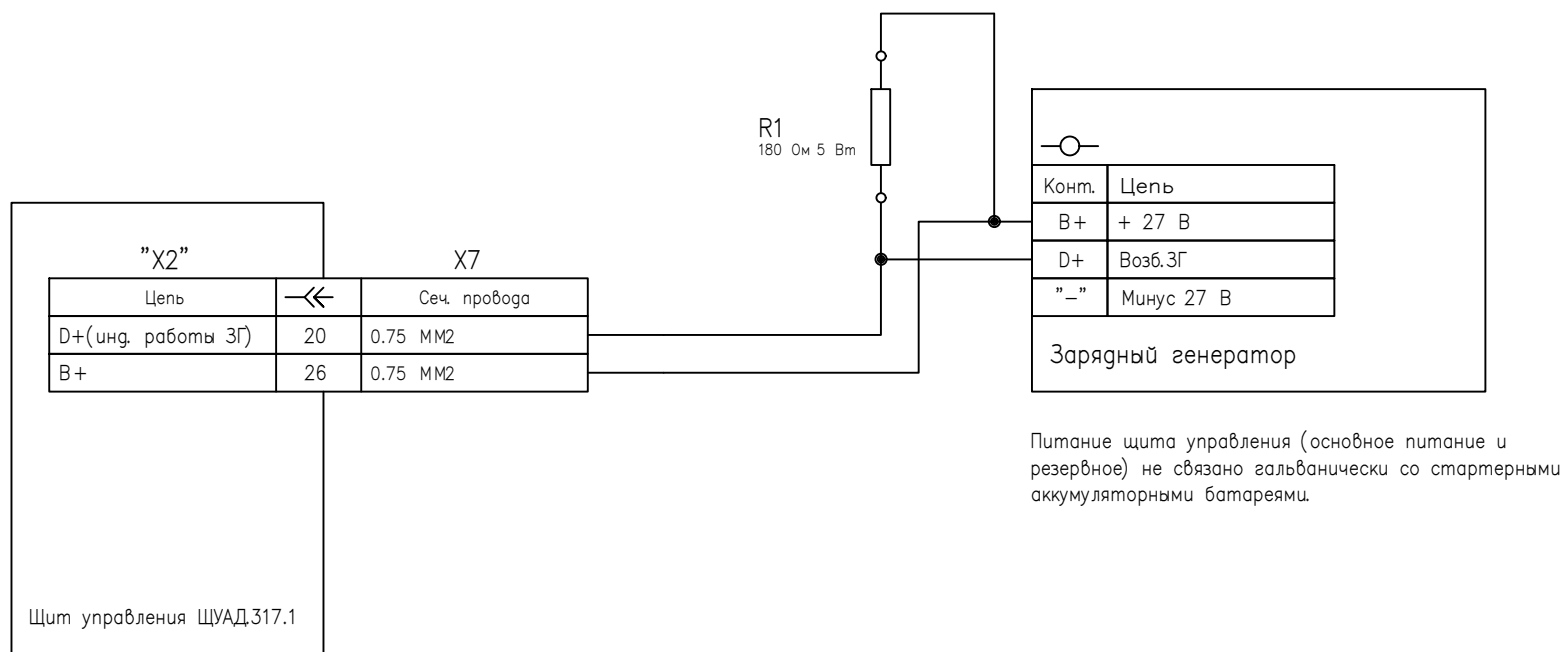 R1
180 Ом 5 Вт
Конт. Цепь
B+ + 27 В
D+ Возб.ЗГ
"–" Минус 27 В
Зарядный генератор
"X2" X7
Цепь Сеч. провода
D+(инд. работы ЗГ) 20 0.75 ММ2
B+ 26 0.75 ММ2
Щит управления ЩУАД.317.1
Питание щита управления (основное питание и
резервное) не связано гальванически со стартерными
аккумуляторными батареями.